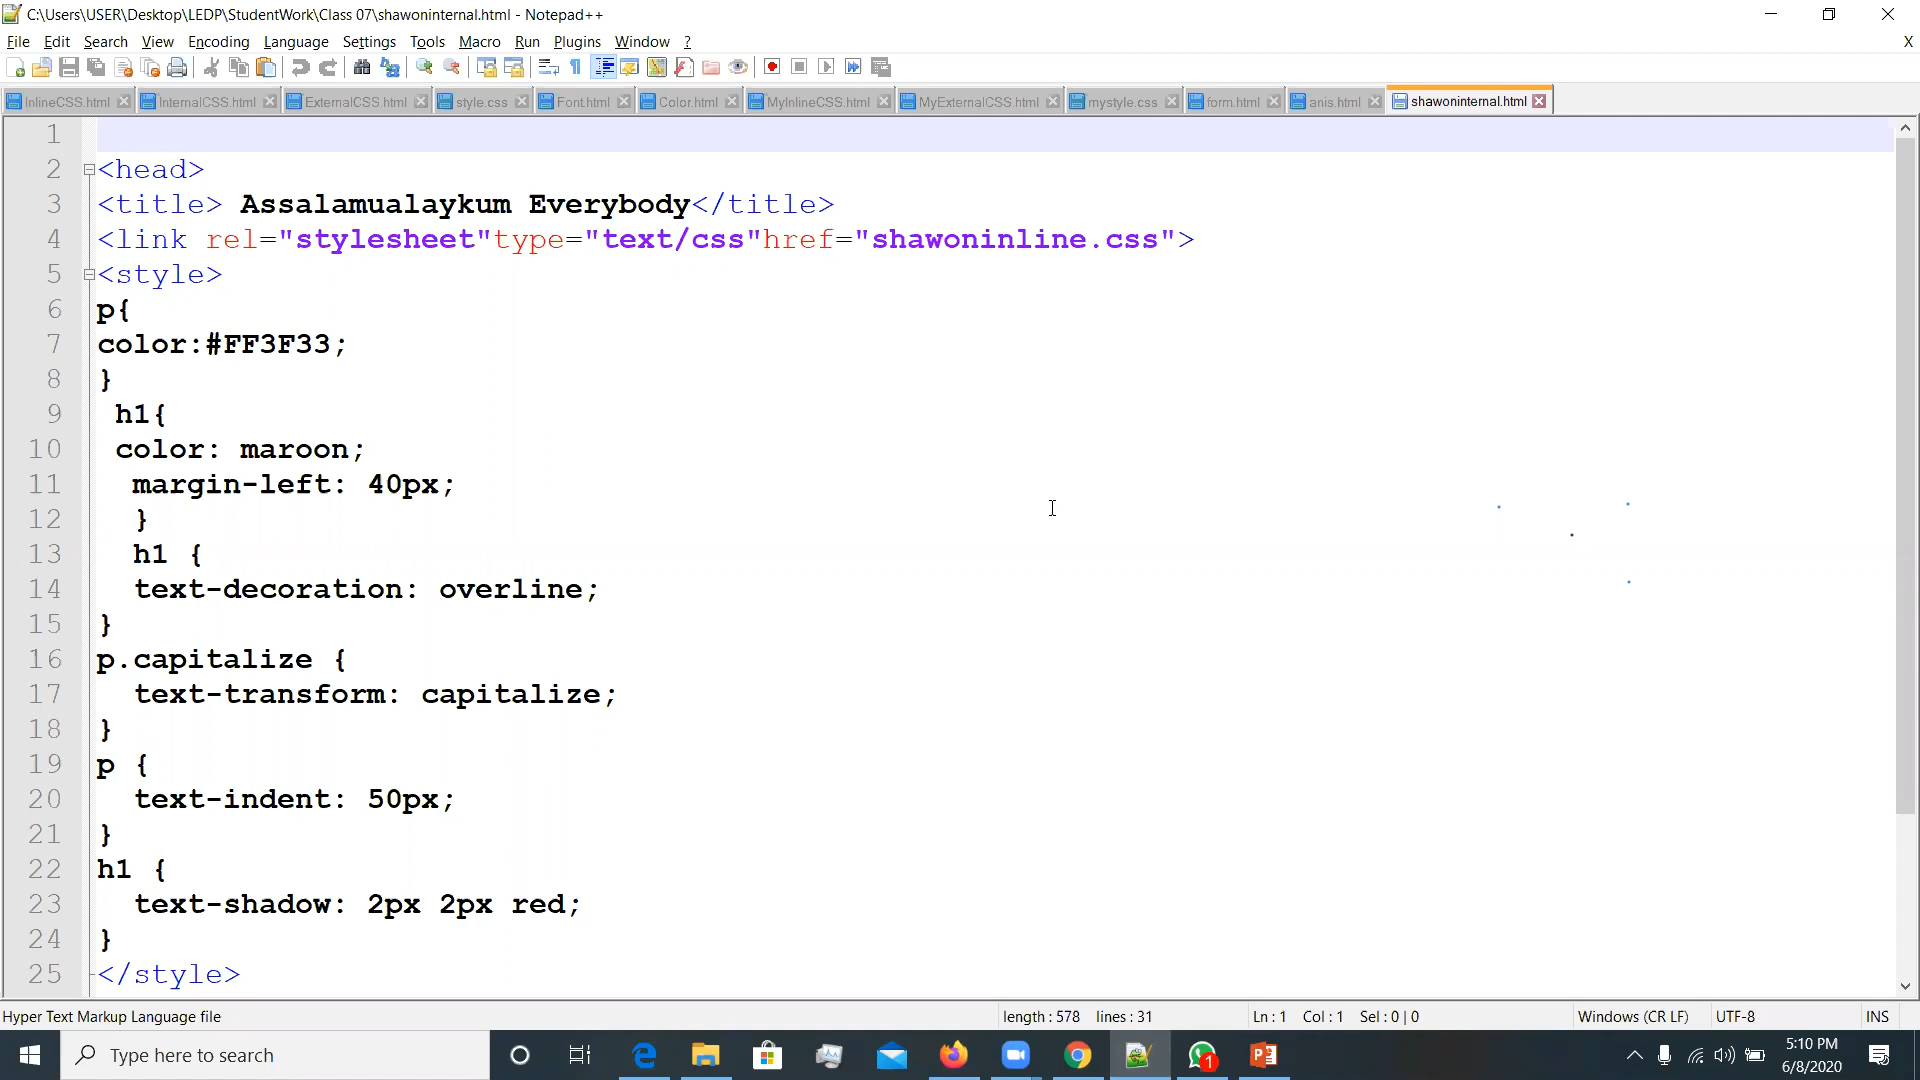 C:\Users\USER\Desktop\LEDP\StudentWork\Class 07\shawoninternal.html - Notepad++
File Edit Search View Encoding Language Settings Tools Macro Run Plugins Window ? X
InlineCSS.html InternalCSS.html ExternalCSS.html style.css Font.html Color.html MyInlineCSS.html MyExternalCSS.html mystyle.css form.html anis.html shawoninternal.html
1
2 <head>
3 <title> Assalamualaykum Everybody</title>
4 <link rel="stylesheet"type="text/css"href="shawoninline.css">
5 <style>
6 p{
7 color:#FF3F33;
8 }
9 h1{
10 color: maroon;
11 margin-left: 40px;
12 }
13 h1 {
14 text-decoration: overline;
15 }
16 p.capitalize {
17 text-transform: capitalize;
18 }
19 p {
20 text-indent: 50px;
21 }
22 h1 {
23 text-shadow: 2px 2px red;
24 }
25 </style>
Hyper Text Markup Language file length : 578 lines : 31 Ln : 1 Col : 1 Sel : 0 | 0 Windows (CR LF) UTF-8 INS
Type here to search
1
5:10 PM
6/8/2020